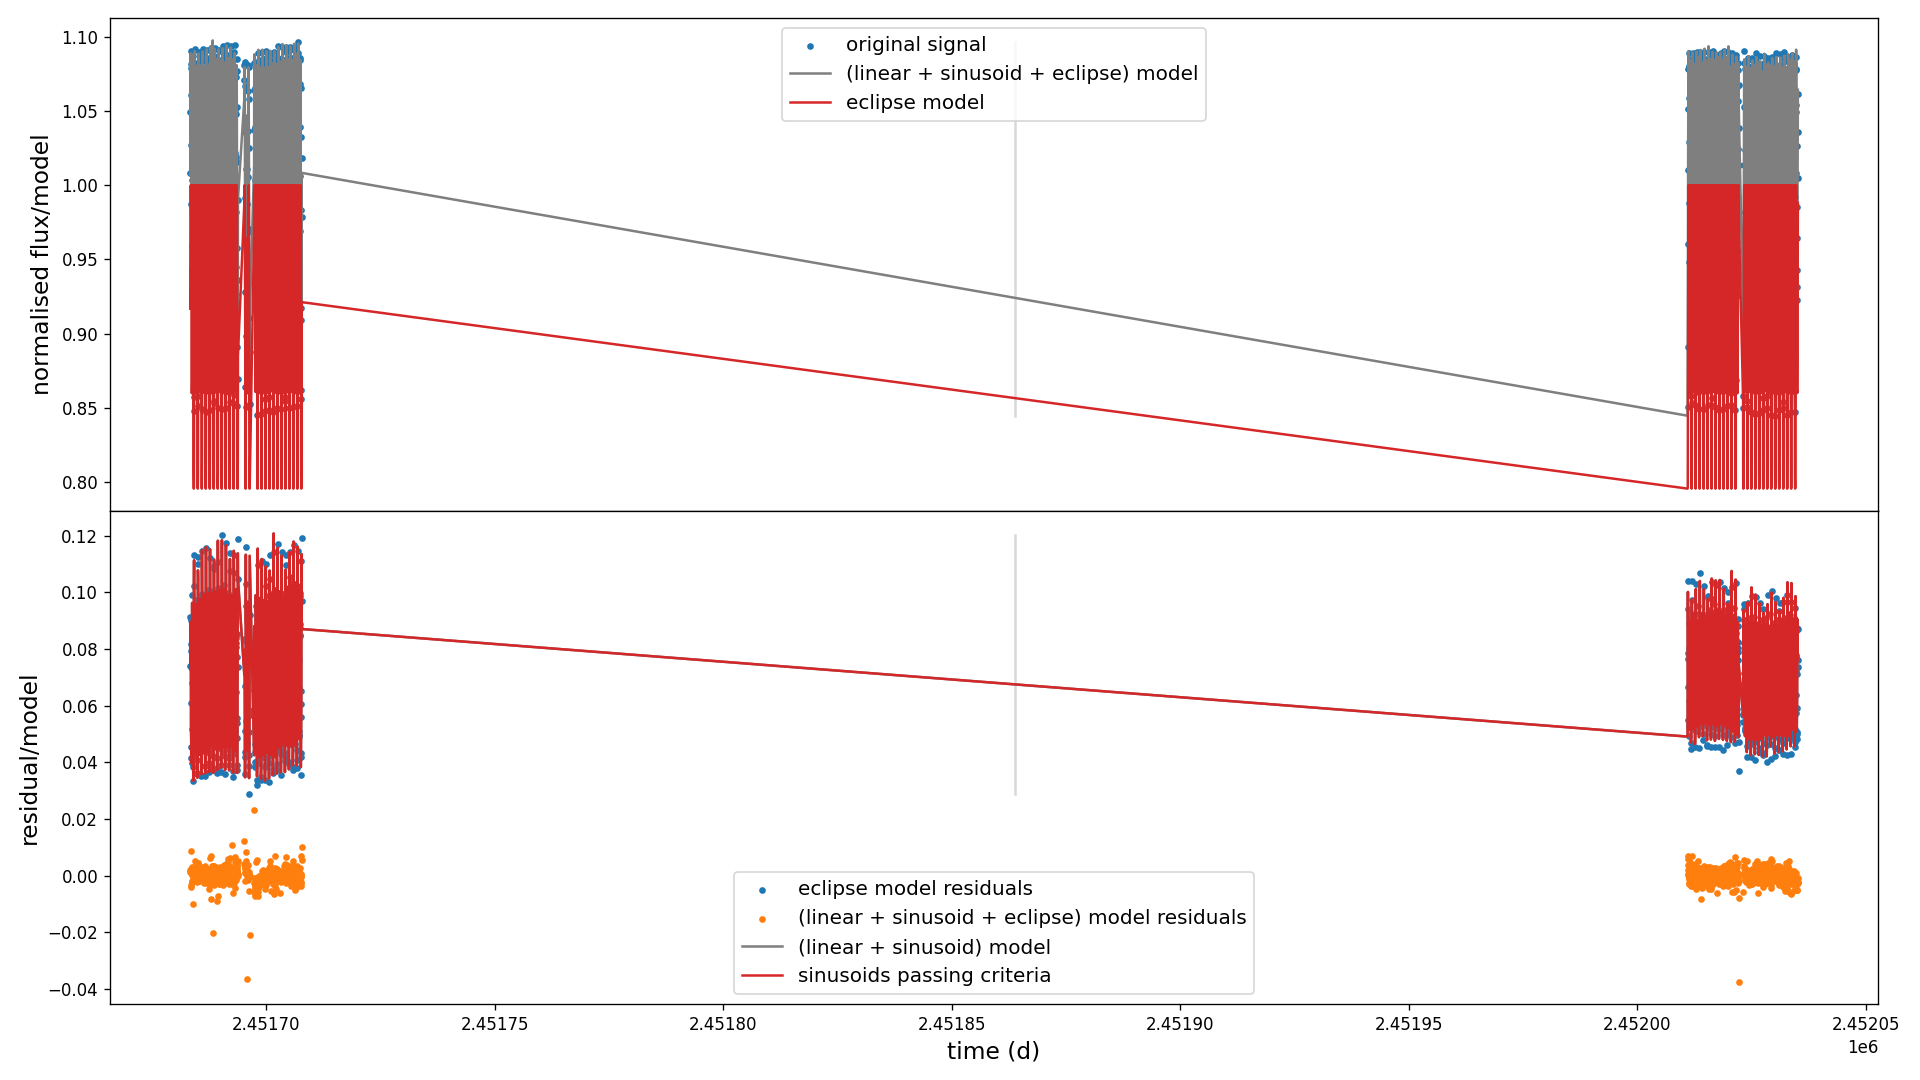 1.10
1.05
1.00
0.95
0.90
0.85
0.80
normalised flux/model
original signal
(linear + sinusoid + eclipse) model
eclipse model
0.12
0.10
0.08
0.06
0.04
0.02
0.00
−0.02
−0.04
residual/model
eclipse model residuals
(linear + sinusoid + eclipse) model residuals
(linear + sinusoid) model
sinusoids passing criteria
2.45170 2.45175 2.45180 2.45185 2.45190 2.45195 2.45200 2.45205
1e6
time (d)